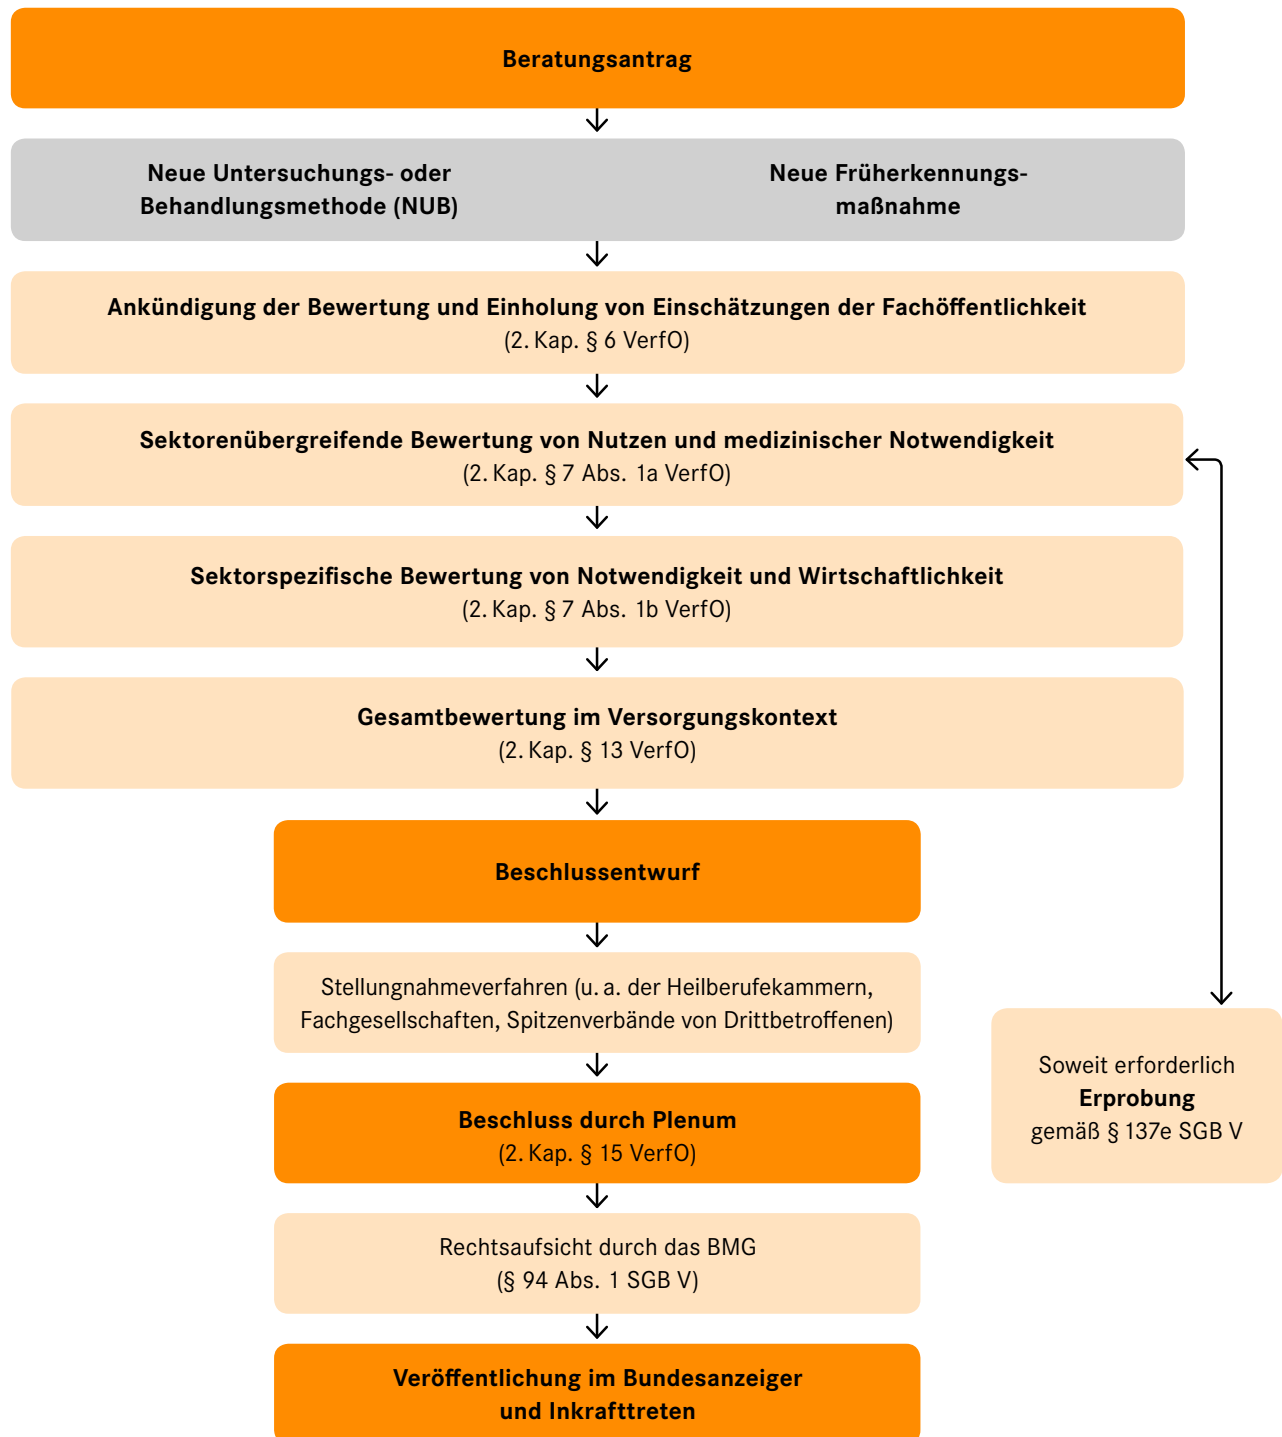 Beratungsantrag
Neue Untersuchungs- oder
Behandlungsmethode (NUB)
Neue Früherkennungs-
maßnahme
Ankündigung der Bewertung und Einholung von Einschätzungen der Fachöffentlichkeit
(2. Kap. § 6 VerfO)
Sektorenübergreifende Bewertung von Nutzen und medizinischer Notwendigkeit
(2. Kap. § 7 Abs. 1a VerfO)
Sektorspezifische Bewertung von Notwendigkeit und Wirtschaftlichkeit
(2. Kap. § 7 Abs. 1b VerfO)
Gesamtbewertung im Versorgungskontext
(2. Kap. § 13 VerfO)
Beschlussentwurf
Stellungnahmeverfahren (u. a. der Heilberufekammern,
Fachgesellschaften, Spitzenverbände von Drittbetroffenen)
Soweit erforderlich
Erprobung
gemäß § 137e SGB V
Beschluss durch Plenum
(2. Kap. § 15 VerfO)
Rechtsaufsicht durch das BMG
(§ 94 Abs. 1 SGB V)
Veröffentlichung im Bundesanzeiger
und Inkrafttreten